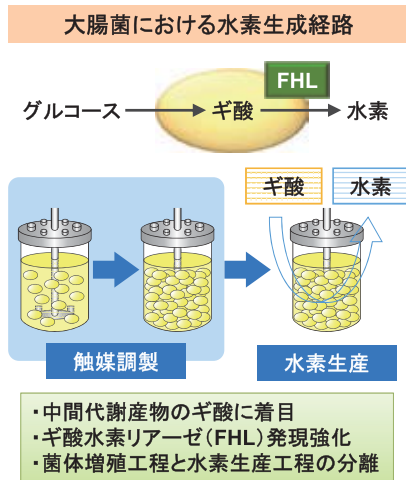 大腸菌における水素生成経路
FHL
グルコース ギ酸 水素
ギ酸 水素
触媒調製 水素生産
・中間代謝産物のギ酸に着目
・ギ酸水素リアーゼ(FHL)発現強化
・菌体増殖工程と水素生産工程の分離